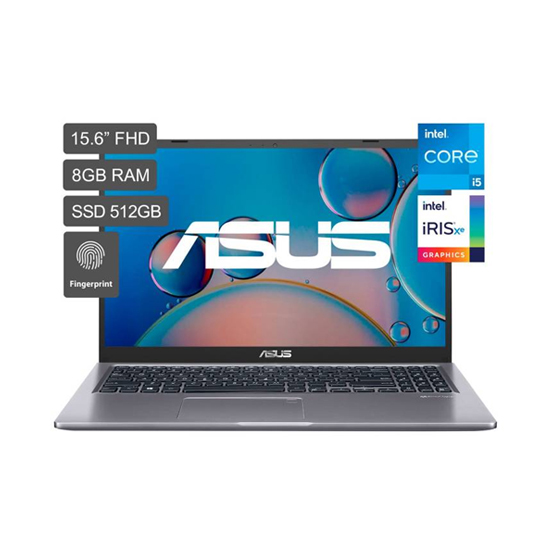 15.6” FHD
8GB RAM
SSD 512GB
Fingerprint
ASUS
intel
CORE
i5
intel
iRISxe
GRAPHICS
ASUS